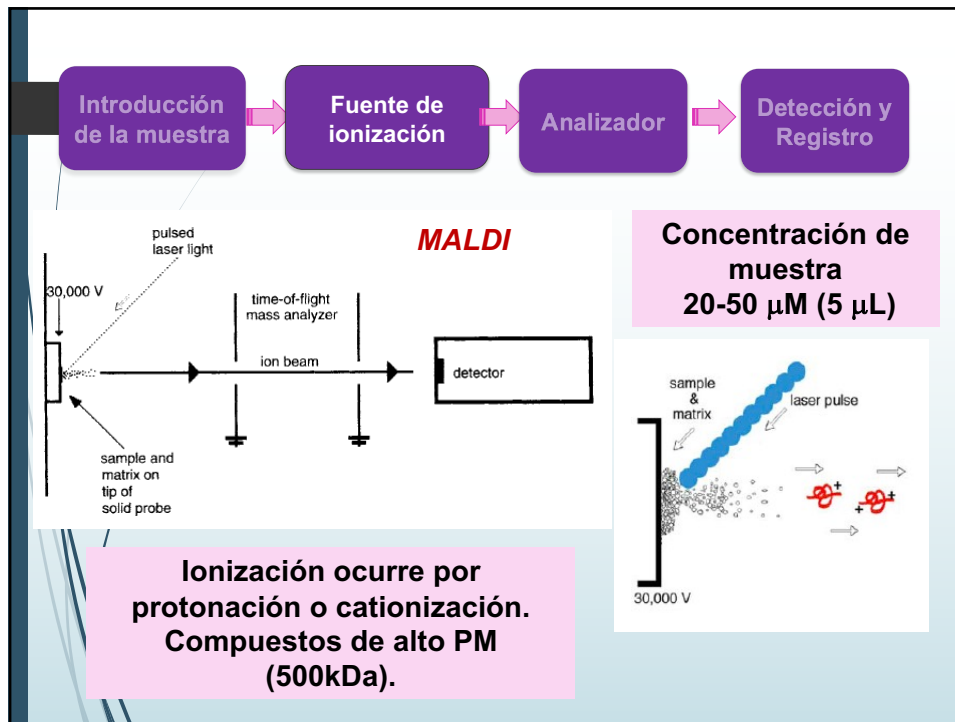 Introducción
de la muestra
Fuente de
ionización
Analizador
Detección y
Registro
MALDI
pulsed
laser light
30,000 V
time-of-flight
mass analyzer
ion beam
detector
sample and
matrix on
tip of
solid probe
Concentración de
muestra
20-50 μM (5 μL)
sample
&
matrix
laser pulse
+
+
30,000 V
Ionización ocurre por
protonación o cationización.
Compuestos de alto PM
(500kDa).